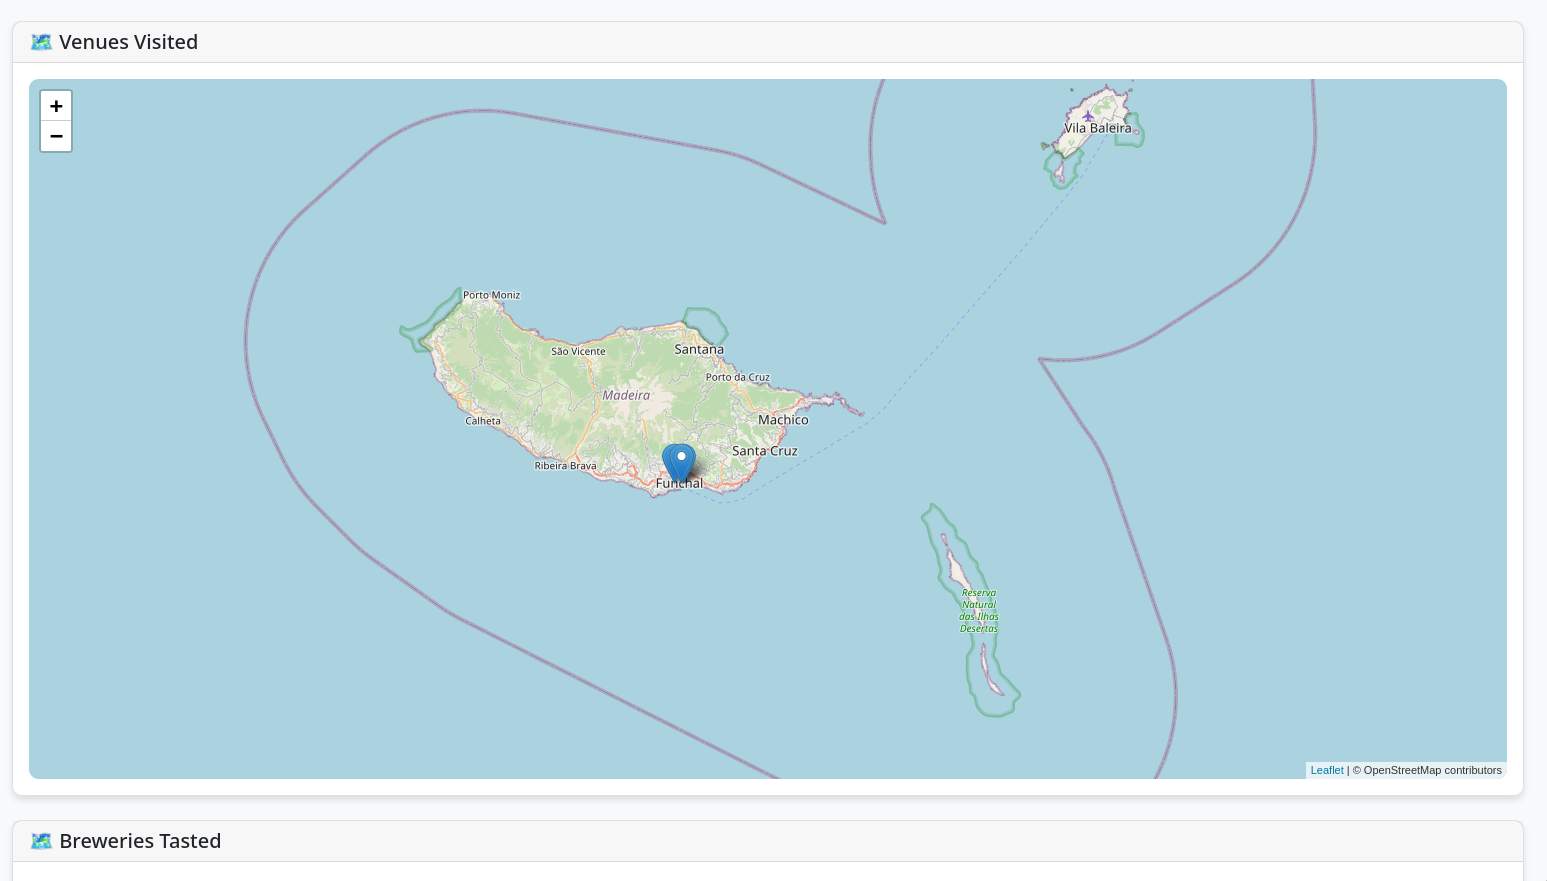 Venues Visited
+
−
Vila Baleira
Porto Moniz
São Vicente
Santana
Porto da Cruz
Madeira
Calheta
Machico
Santa Cruz
Ribeira Brava
Funchal
Reserva
Natural
das Ilhas
Desertas
Leaflet | © OpenStreetMap contributors
Breweries Tasted